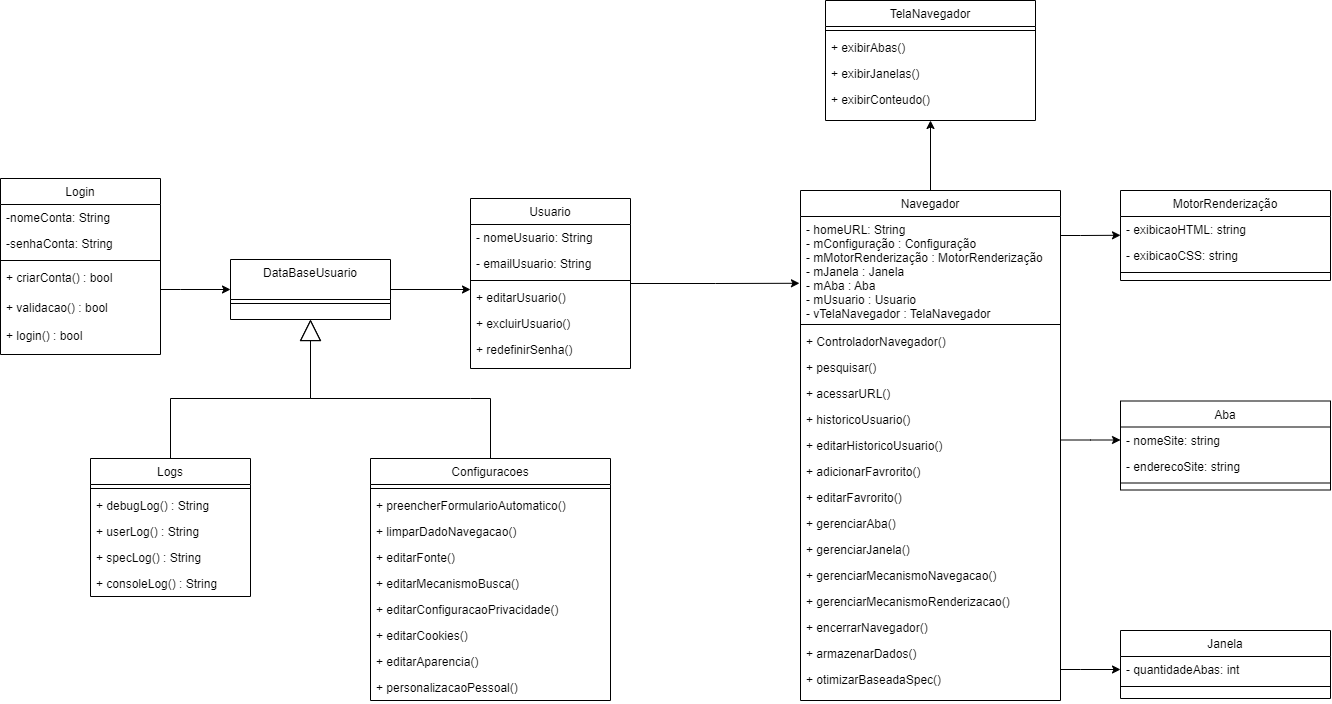 TelaNavegador
+ exibirAbas()
+ exibirJanelas()
+ exibirConteudo()
Login
-nomeConta: String
-senhaConta: String
+ criarConta() : bool
+ validacao() : bool
+ login() : bool
DataBaseUsuario
Usuario
- nomeUsuario: String
- emailUsuario: String
+ editarUsuario()
+ excluirUsuario()
+ redefinirSenha()
Navegador
- homeURL: String
- mConfiguração : Configuração
- mMotorRenderização : MotorRenderização
- mJanela : Janela
- mAba : Aba
- mUsuario : Usuario
- vTelaNavegador : TelaNavegador
+ ControladorNavegador()
+ pesquisar()
+ acessarURL()
+ historicoUsuario()
+ editarHistoricoUsuario()
+ adicionarFavrorito()
+ editarFavrorito()
+ gerenciarAba()
+ gerenciarJanela()
+ gerenciarMecanismoNavegacao()
+ gerenciarMecanismoRenderizacao()
+ encerrarNavegador()
+ armazenarDados()
+ otimizarBaseadaSpec()
MotorRenderização
- exibicaoHTML: string
- exibicaoCSS: string
Aba
- nomeSite: string
- enderecoSite: string
Janela
- quantidadeAbas: int
Logs
+ debugLog() : String
+ userLog() : String
+ specLog() : String
+ consoleLog() : String
Configuracoes
+ preencherFormularioAutomatico()
+ limparDadoNavegacao()
+ editarFonte()
+ editarMecanismoBusca()
+ editarConfiguracaoPrivacidade()
+ editarCookies()
+ editarAparencia()
+ personalizacaoPessoal()